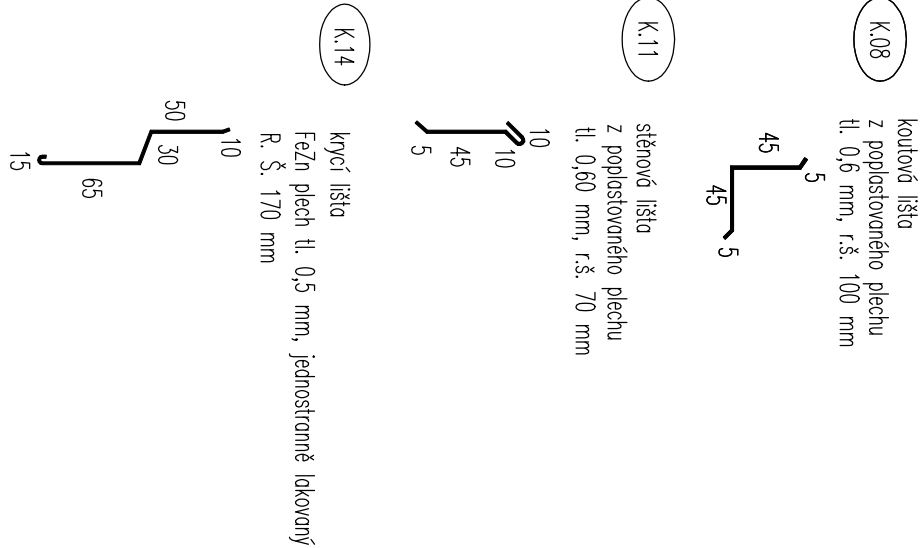 K.08
koutová lišta
z poplastovaného plechu
tl. 0,6 mm, r.š. 100 mm
5
45
45
5
K.11
stěnová lišta
z poplastovaného plechu
tl. 0,60 mm, r.š. 70 mm
10
10
45
5
K.14
krycí lišta
FeZn plech tl. 0,5 mm, jednostranně lakovaný
R. Š. 170 mm
10
50
30
65
15